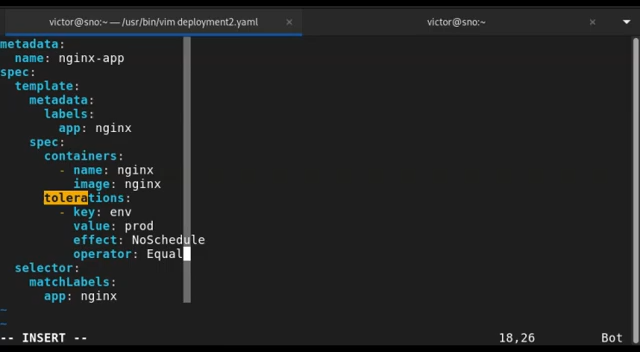 victor@sno:~ — /usr/bin/vim deployment2.yaml × victor@sno:~ ×
metadata:
  name: nginx-app
spec:
  template:
    metadata:
      labels:
        app: nginx
    spec:
      containers:
        - name: nginx
          image: nginx
      tolerations:
        - key: env
          value: prod
          effect: NoSchedule
          operator: Equal
  selector:
    matchLabels:
      app: nginx
~
~
-- INSERT -- 18,26 Bot